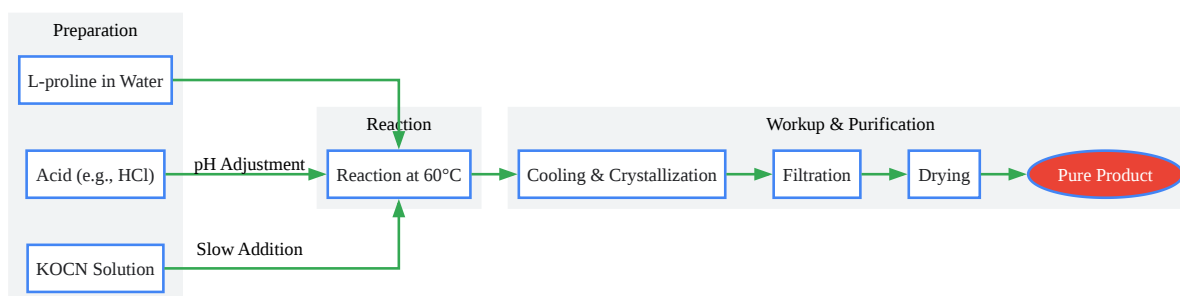 Preparation
L-proline in Water
Acid (e.g., HCl)
KOCN Solution
pH Adjustment
Slow Addition
Reaction
Reaction at 60°C
Workup & Purification
Cooling & Crystallization
Filtration
Drying
Pure Product